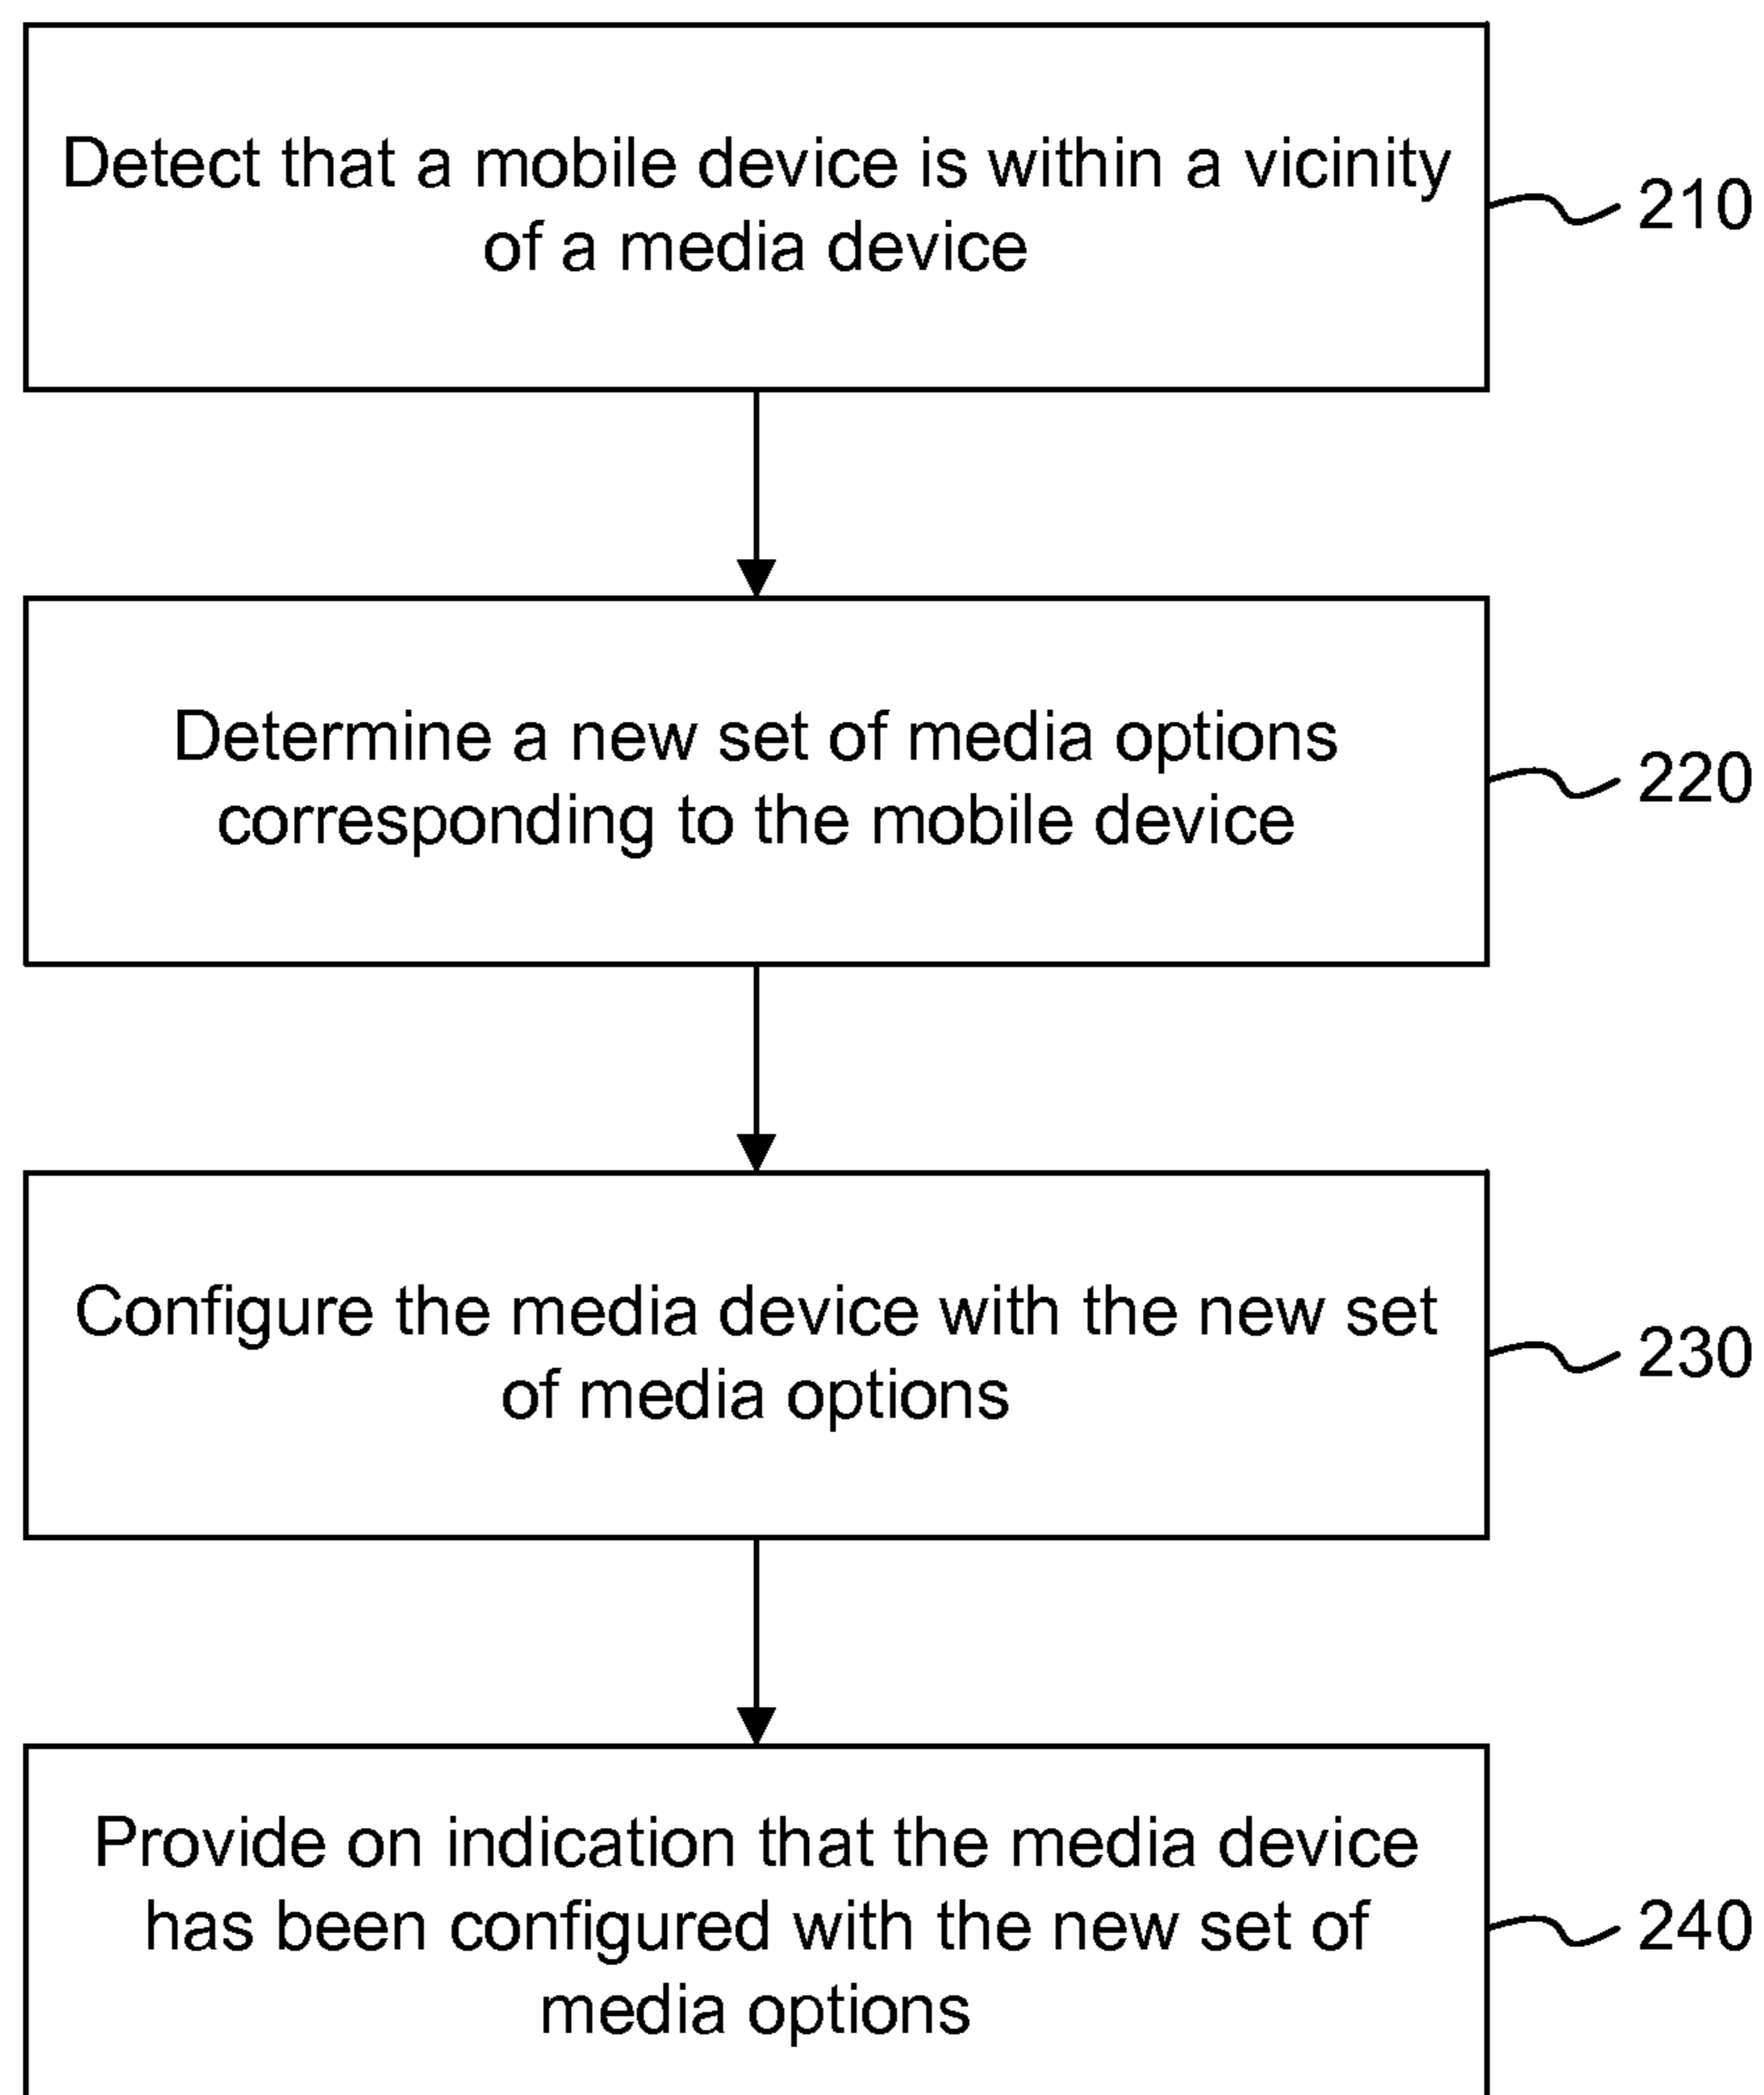 Detect that a mobile device is within a vicinity
of a media device
210
Determine a new set of media options
corresponding to the mobile device
220
Configure the media device with the new set
of media options
230
Provide on indication that the media device
has been configured with the new set of
media options
240